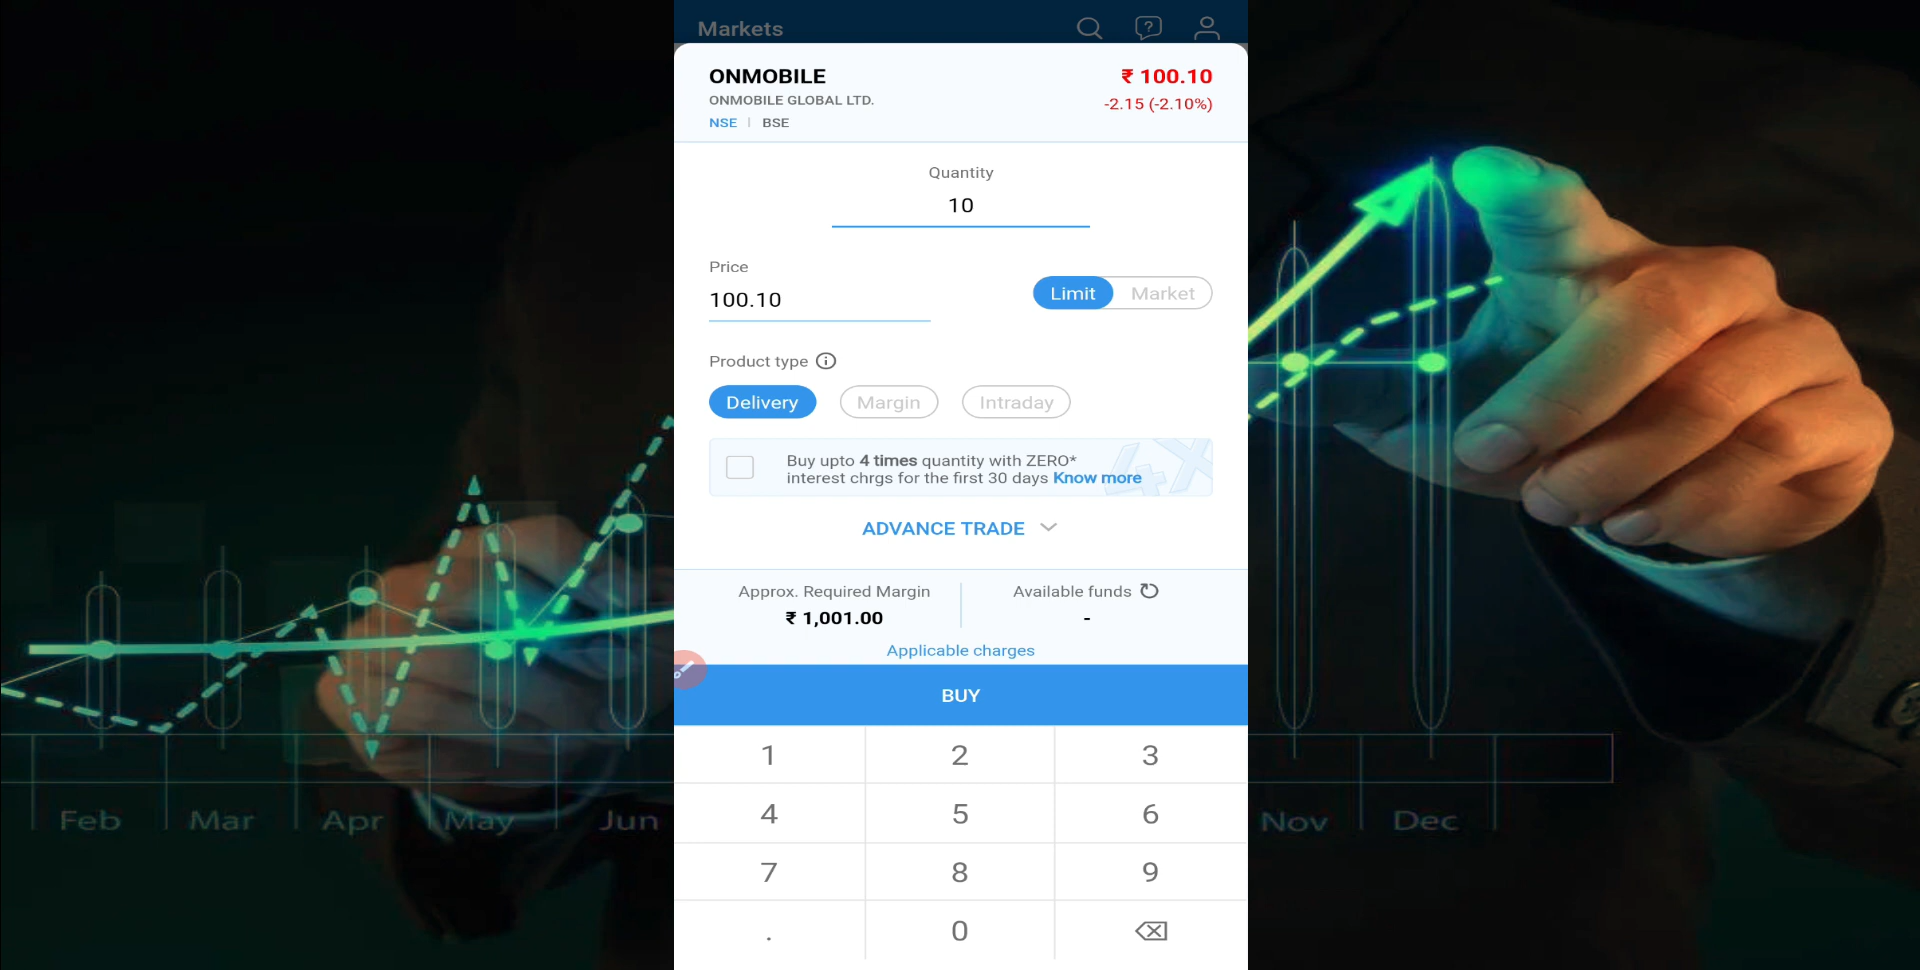 Markets
ONMOBILE
₹ 100.10
ONMOBILE GLOBAL LTD.
-2.15 (-2.10%)
NSE | BSE
Quantity
10
Price
100.10
Limit Market
Product type
Delivery Margin Intraday
Buy upto 4 times quantity with ZERO*
interest chrgs for the first 30 days Know more
4X
ADVANCE TRADE
Approx. Required Margin
₹ 1,001.00
Available funds
-
Applicable charges
BUY
1 2 3
4 5 6
7 8 9
. 0
Feb Mar Apr May Jun Nov Dec